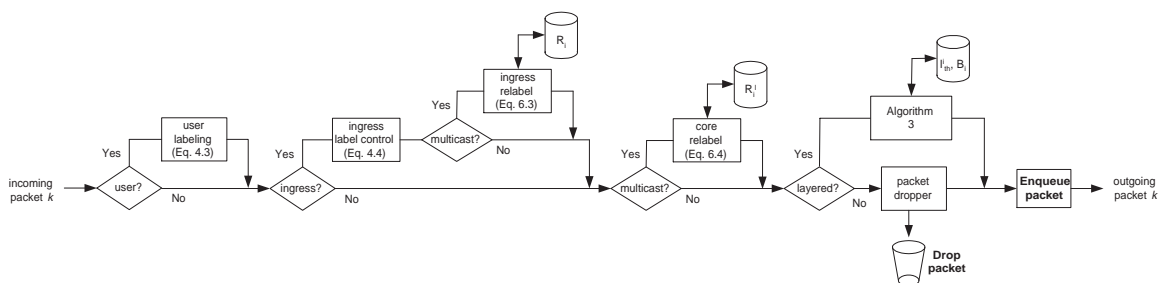 incoming
packet k
user?
Yes
No
user
labeling
(Eq. 4.3)
ingress?
Yes
No
ingress
label control
(Eq. 4.4)
multicast?
Yes
No
ingress
relabel
(Eq. 6.3)
R_i
multicast?
Yes
No
core
relabel
(Eq. 6.4)
R_i^l
layered?
Yes
No
Algorithm
3
I_th^i, B_i
packet
dropper
Drop
packet
Enqueue
packet
outgoing
packet k